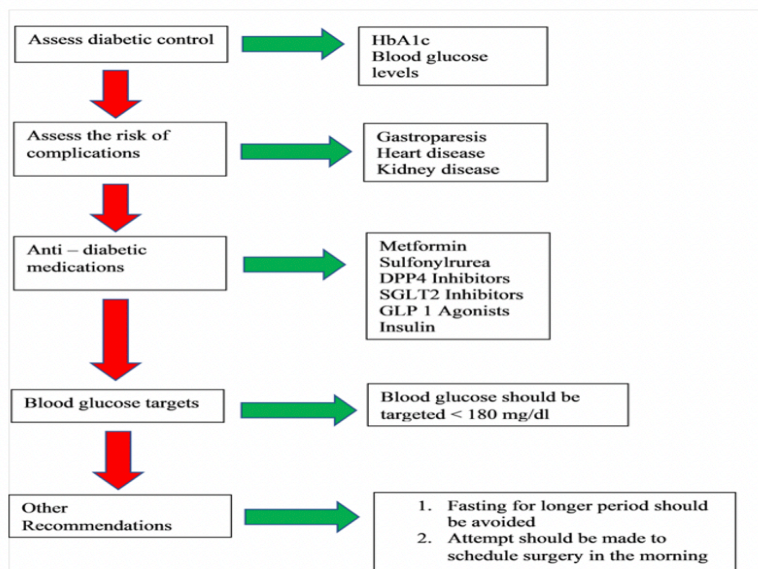 Assess diabetic control
HbA1c
Blood glucose
levels
Assess the risk of
complications
Gastroparesis
Heart disease
Kidney disease
Anti – diabetic
medications
Metformin
Sulfonylrurea
DPP4 Inhibitors
SGLT2 Inhibitors
GLP 1 Agonists
Insulin
Blood glucose targets
Blood glucose should be
targeted < 180 mg/dl
Other
Recommendations
1. Fasting for longer period should
be avoided
2. Attempt should be made to
schedule surgery in the morning